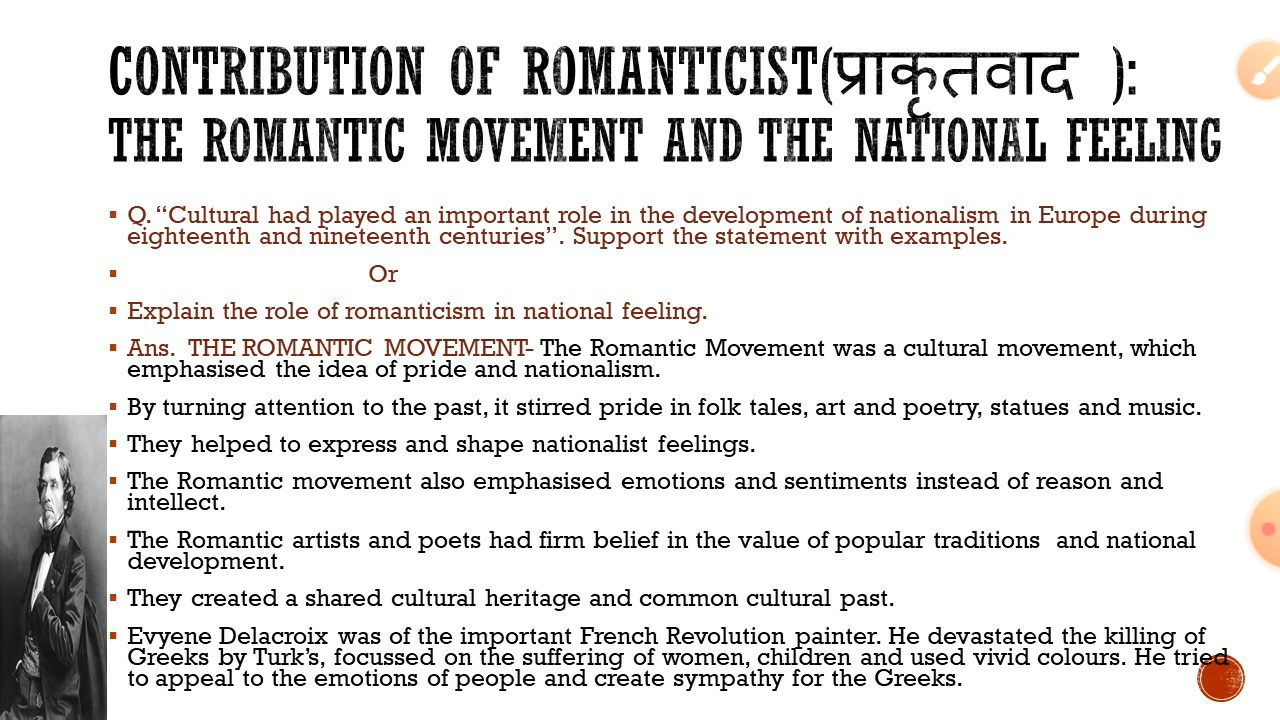 CONTRIBUTION OF ROMANTICIST(प्राकृतवाद ):
THE ROMANTIC MOVEMENT AND THE NATIONAL FEELING
▪ Q. “Cultural had played an important role in the development of nationalism in Europe during
eighteenth and nineteenth centuries”. Support the statement with examples.
▪ Or
▪ Explain the role of romanticism in national feeling.
▪ Ans. THE ROMANTIC MOVEMENT- The Romantic Movement was a cultural movement, which
emphasised the idea of pride and nationalism.
▪ By turning attention to the past, it stirred pride in folk tales, art and poetry, statues and music.
▪ They helped to express and shape nationalist feelings.
▪ The Romantic movement also emphasised emotions and sentiments instead of reason and
intellect.
▪ The Romantic artists and poets had firm belief in the value of popular traditions and national
development.
▪ They created a shared cultural heritage and common cultural past.
▪ Evyene Delacroix was of the important French Revolution painter. He devastated the killing of
Greeks by Turk’s, focussed on the suffering of women, children and used vivid colours. He tried
to appeal to the emotions of people and create sympathy for the Greeks.